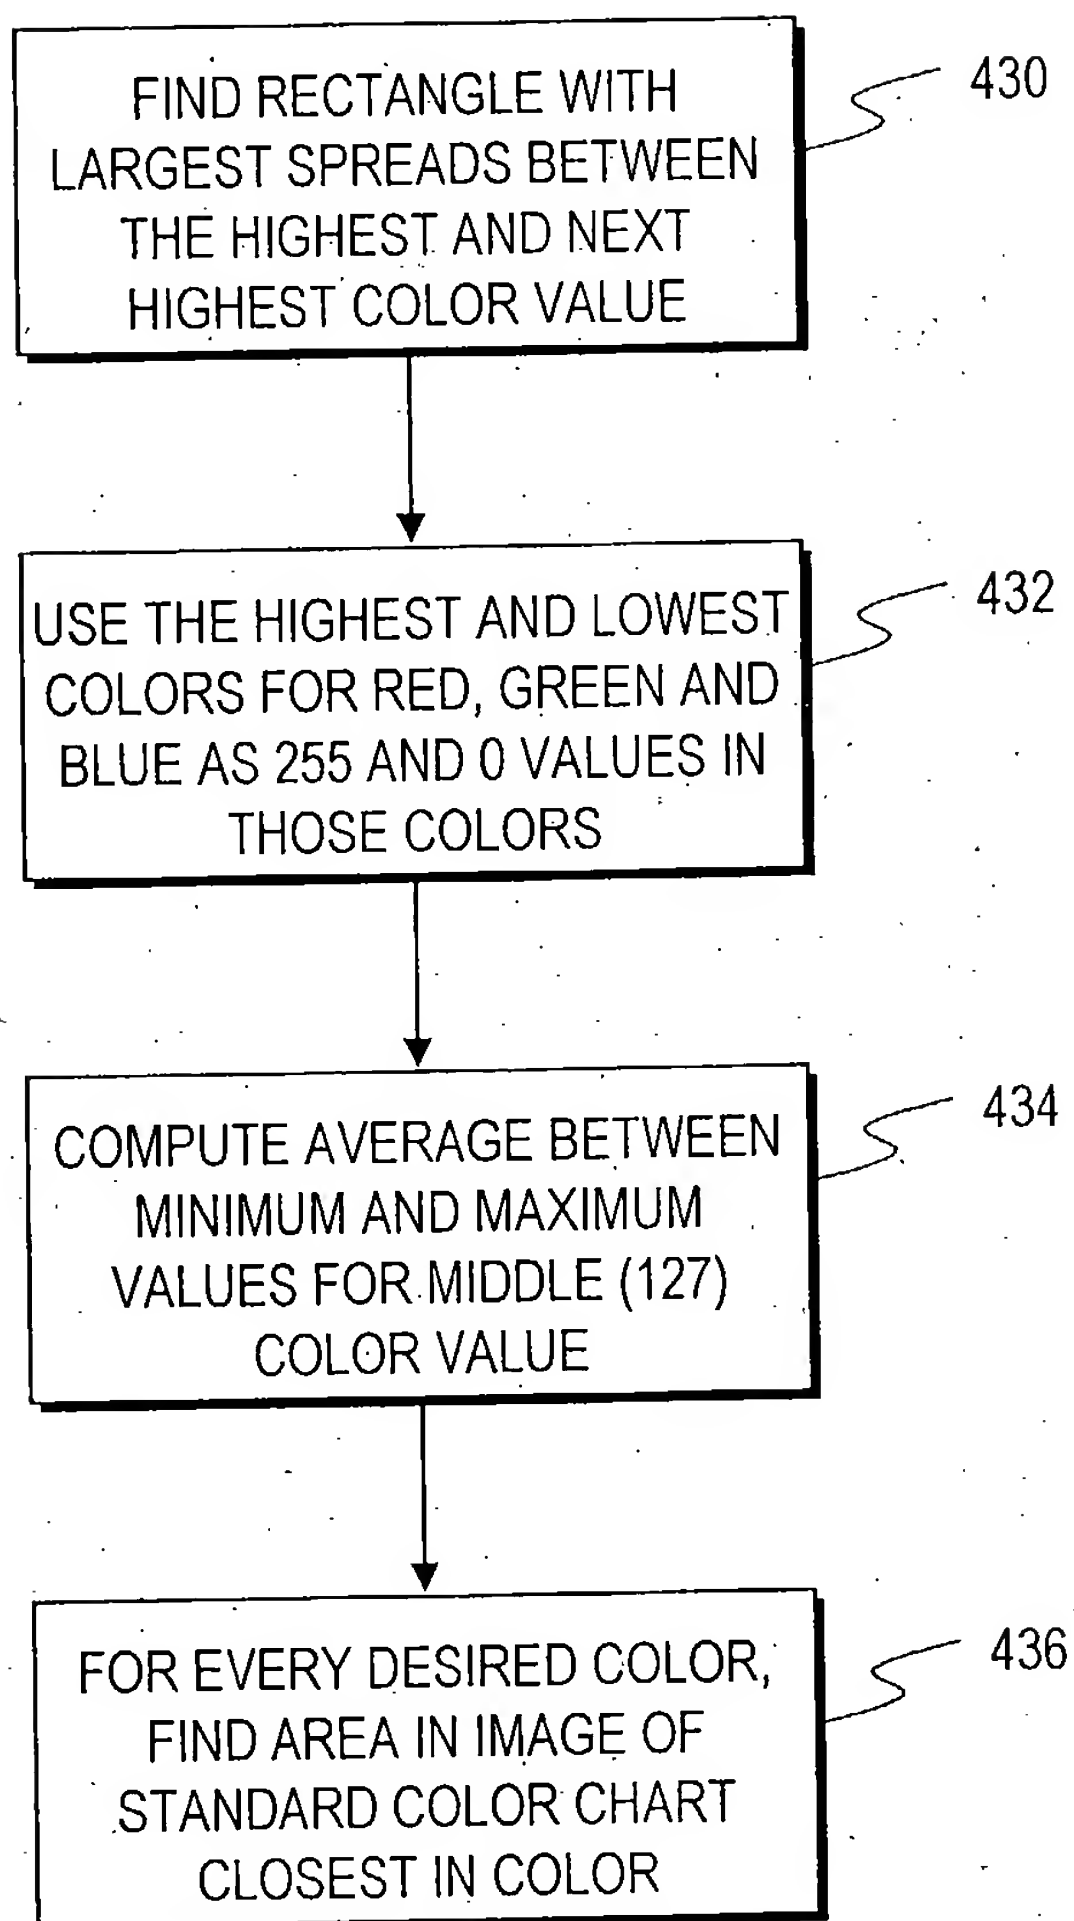 FIND RECTANGLE WITH
LARGEST SPREADS BETWEEN
THE HIGHEST AND NEXT
HIGHEST COLOR VALUE
430
USE THE HIGHEST AND LOWEST
COLORS FOR RED, GREEN AND
BLUE AS 255 AND 0 VALUES IN
THOSE COLORS
432
COMPUTE AVERAGE BETWEEN
MINIMUM AND MAXIMUM
VALUES FOR MIDDLE (127)
COLOR VALUE
434
FOR EVERY DESIRED COLOR,
FIND AREA IN IMAGE OF
STANDARD COLOR CHART
CLOSEST IN COLOR
436